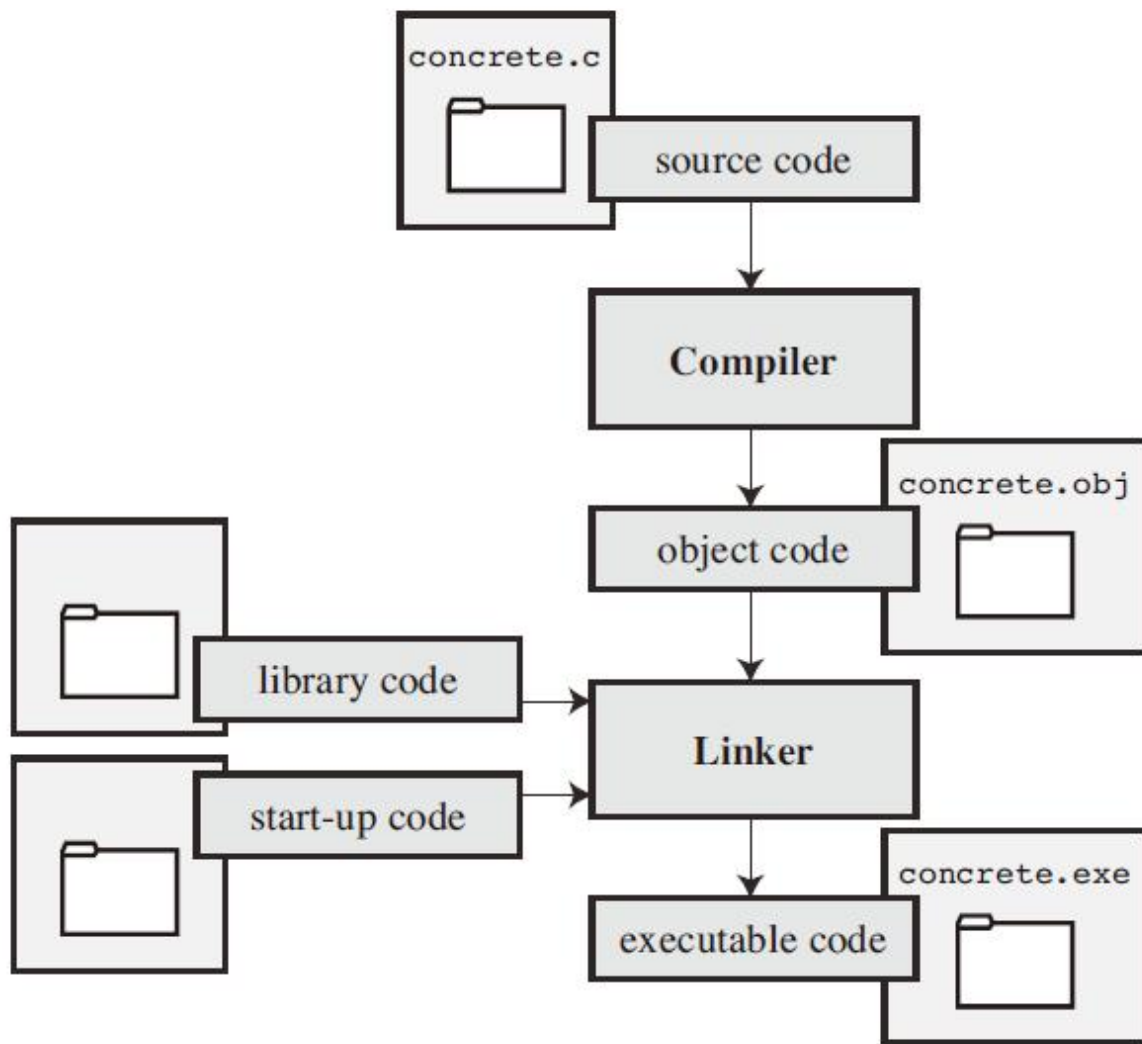 concrete.c
source code
Compiler
concrete.obj
object code
library code
Linker
start-up code
concrete.exe
executable code